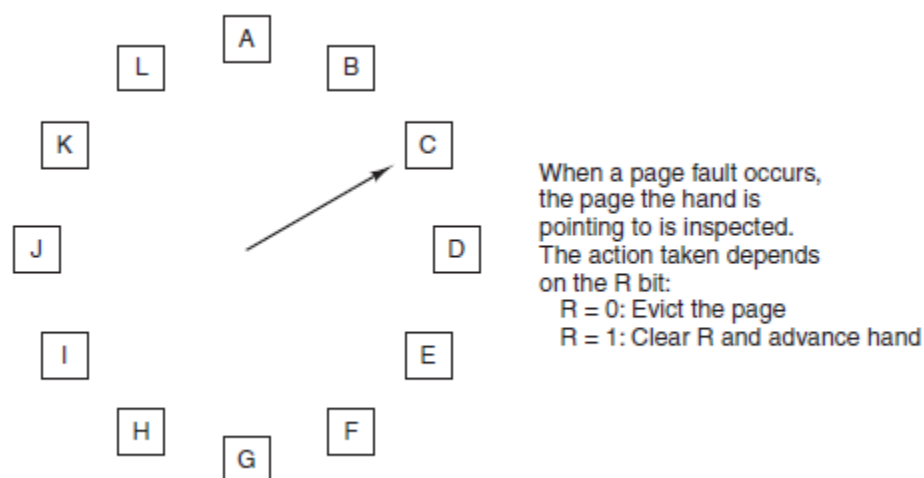 A
L
B
K
C
When a page fault occurs,
the page the hand is
pointing to is inspected.
The action taken depends
on the R bit:
R = 0: Evict the page
R = 1: Clear R and advance hand
J
D
I
E
H
F
G